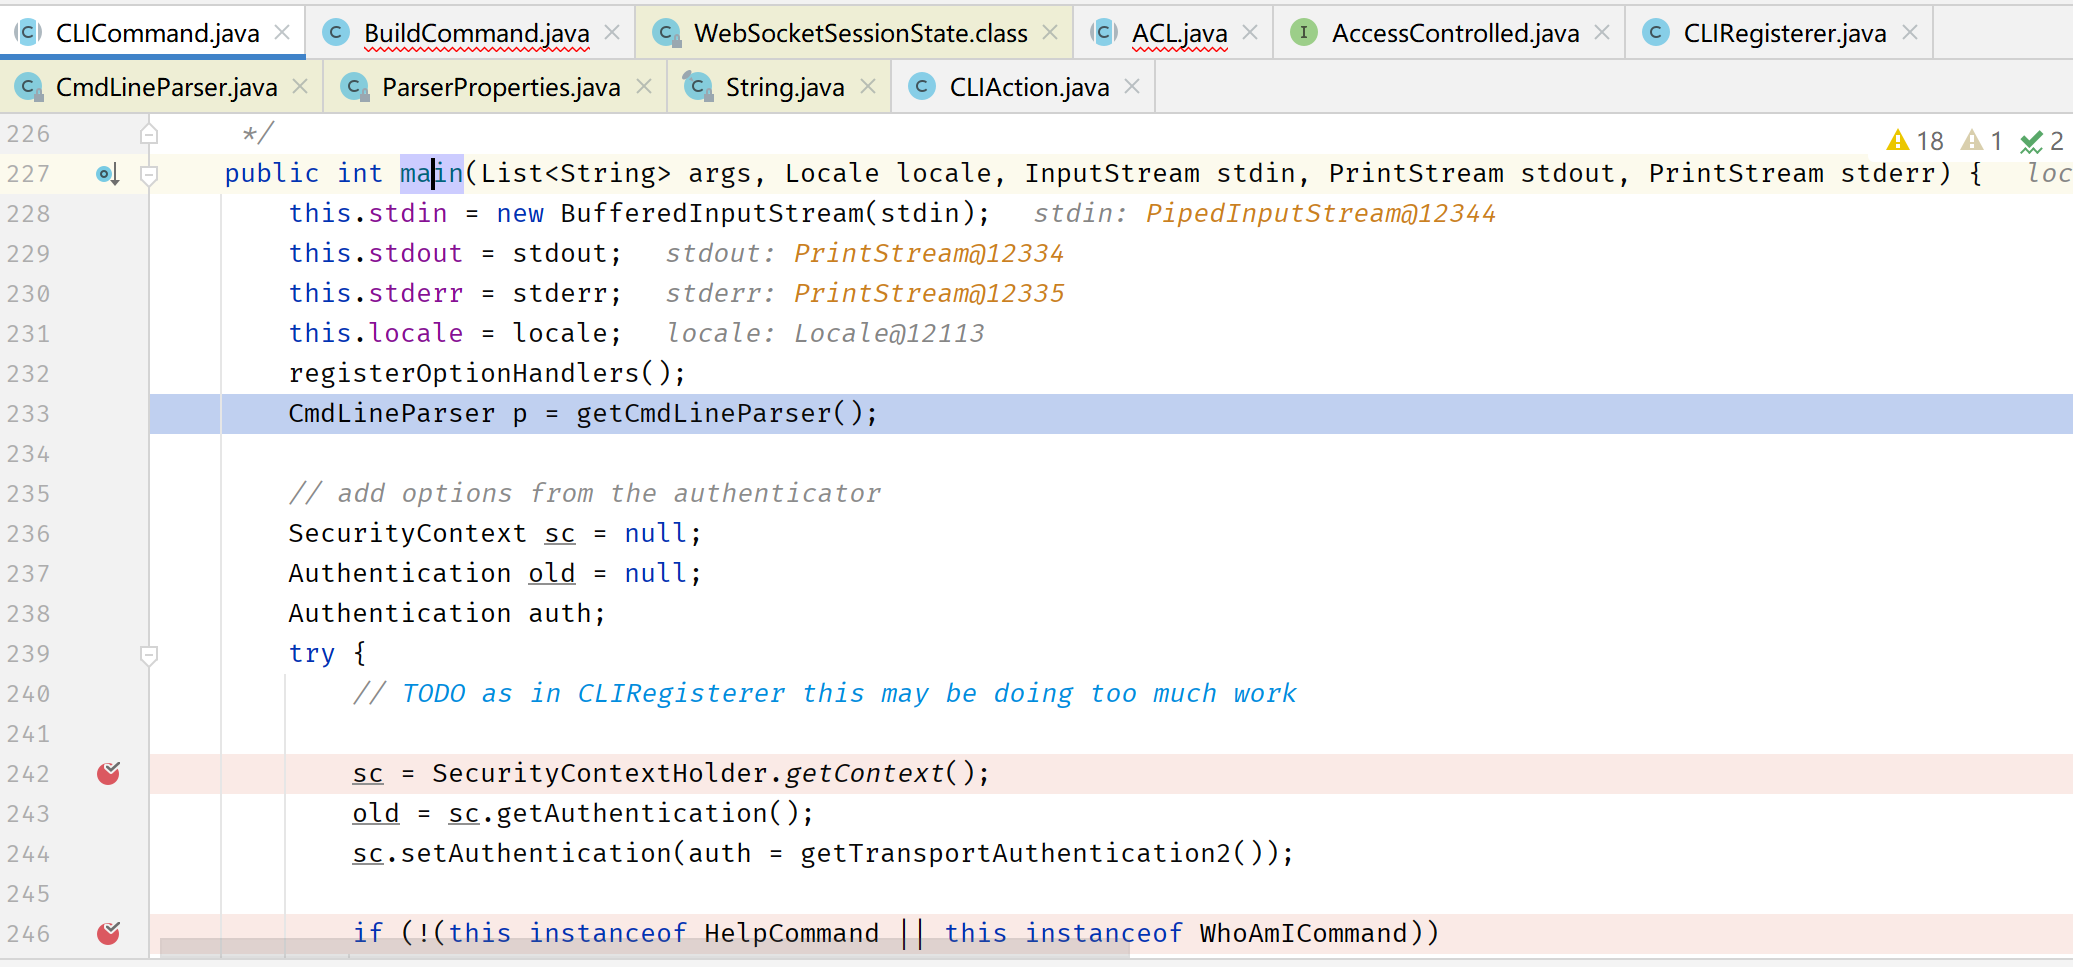 CLICommand.java BuildCommand.java WebSocketSessionState.class ACL.java AccessControlled.java CLIRegisterer.java
CmdLineParser.java ParserProperties.java String.java CLIAction.java
226 */
18 1 2
227 public int main(List<String> args, Locale locale, InputStream stdin, PrintStream stdout, PrintStream stderr) { loc
228 this.stdin = new BufferedInputStream(stdin); stdin: PipedInputStream@12344
229 this.stdout = stdout; stdout: PrintStream@12334
230 this.stderr = stderr; stderr: PrintStream@12335
231 this.locale = locale; locale: Locale@12113
232 registerOptionHandlers();
233 CmdLineParser p = getCmdLineParser();
234
235 // add options from the authenticator
236 SecurityContext sc = null;
237 Authentication old = null;
238 Authentication auth;
239 try {
240 // TODO as in CLIRegisterer this may be doing too much work
241
242 sc = SecurityContextHolder.getContext();
243 old = sc.getAuthentication();
244 sc.setAuthentication(auth = getTransportAuthentication2());
245
246 if (!(this instanceof HelpCommand || this instanceof WhoAmICommand))